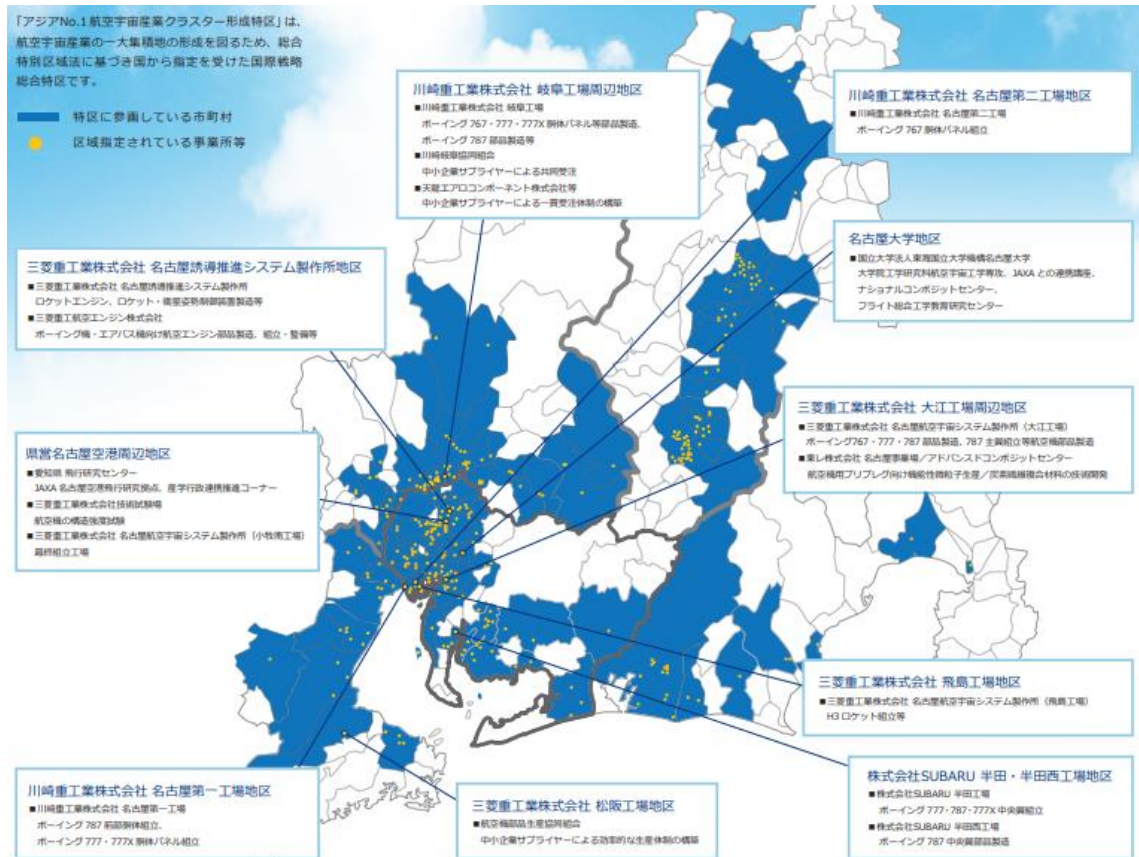 「アジアNo.1航空宇宙産業クラスター形成特区」は、
航空宇宙産業の一大集積地の形成を図るため、総合
特別区域法に基づき国から指定を受けた国際戦略
総合特区です。
特区に参画している市町村
区域指定されている事業所等
川崎重工業株式会社 岐阜工場周辺地区
■川崎重工業株式会社 岐阜工場
ボーイング 767・777・777X 胴体パネル等部品製造、
ボーイング 787 部品製造等
■川崎岐阜協同組合
中小企業サプライヤーによる共同受注
■天龍エアロコンポーネント株式会社等
中小企業サプライヤーによる一貫受注体制の構築
川崎重工業株式会社 名古屋第二工場地区
■川崎重工業株式会社 名古屋第二工場
ボーイング 767 胴体パネル組立
名古屋大学地区
■国立大学法人東海国立大学機構名古屋大学
大学院工学研究科航空宇宙工学専攻、JAXA との連携講座、
ナショナルコンポジットセンター、
フライト総合工学教育研究センター
三菱重工業株式会社 名古屋誘導推進システム製作所地区
■三菱重工業株式会社 名古屋誘導推進システム製作所
ロケットエンジン、ロケット・衛星姿勢制御装置製造等
■三菱重工航空エンジン株式会社
ボーイング機・エアバス機向け航空エンジン部品製造、組立・整備等
三菱重工業株式会社 大江工場周辺地区
■三菱重工業株式会社 名古屋航空宇宙システム製作所（大江工場）
ボーイング767・777・787 部品製造、787 主翼組立等航空機部品製造
■東レ株式会社 名古屋事業場／アドバンスドコンポジットセンター
航空機用プリプレグ向け機能性微粒子生産／炭素繊維複合材料の技術開発
県営名古屋空港周辺地区
■愛知県 飛行研究センター
JAXA 名古屋空港飛行研究拠点、産学行政連携推進コーナー
■三菱重工業株式会社技術試験場
航空機の構造強度試験
■三菱重工業株式会社 名古屋航空宇宙システム製作所（小牧南工場）
最終組立工場
三菱重工業株式会社 飛島工場地区
■三菱重工業株式会社 名古屋航空宇宙システム製作所（飛島工場）
H3 ロケット組立等
川崎重工業株式会社 名古屋第一工場地区
■川崎重工業株式会社 名古屋第一工場
ボーイング 787 前部胴体組立、
ボーイング 777・777X 胴体パネル組立
三菱重工業株式会社 松阪工場地区
■航空機部品生産協同組合
中小企業サプライヤーによる効率的な生産体制の構築
株式会社SUBARU 半田・半田西工場地区
■株式会社SUBARU 半田工場
ボーイング 777・787・777X 中央翼組立
■株式会社SUBARU 半田西工場
ボーイング 787 中央翼部品製造